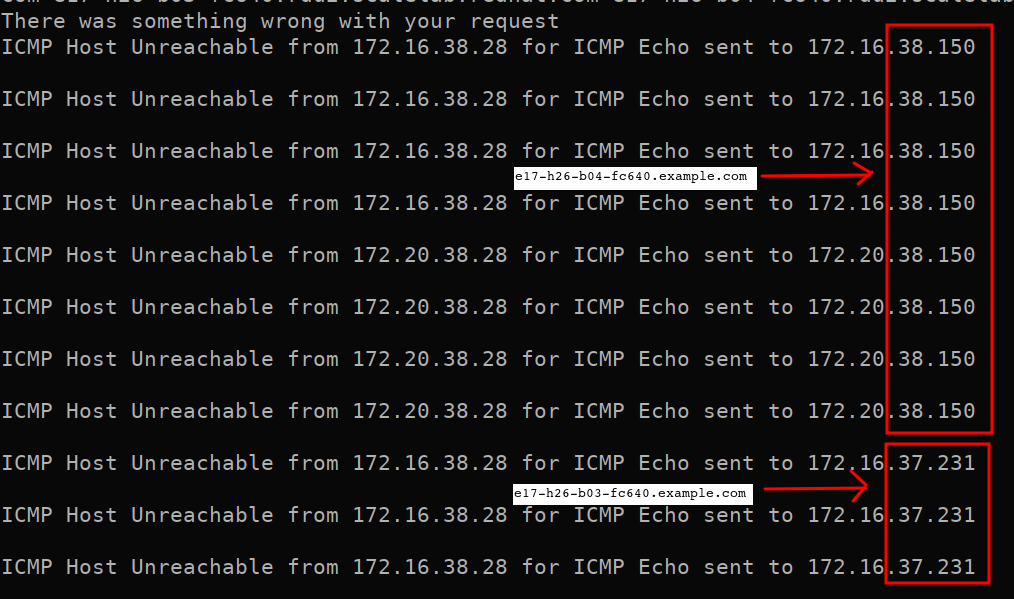 There was something wrong with your request
ICMP Host Unreachable from 172.16.38.28 for ICMP Echo sent to 172.16.38.150
ICMP Host Unreachable from 172.16.38.28 for ICMP Echo sent to 172.16.38.150
ICMP Host Unreachable from 172.16.38.28 for ICMP Echo sent to 172.16.38.150
e17-h26-b04-fc640.example.com
ICMP Host Unreachable from 172.16.38.28 for ICMP Echo sent to 172.16.38.150
ICMP Host Unreachable from 172.20.38.28 for ICMP Echo sent to 172.20.38.150
ICMP Host Unreachable from 172.20.38.28 for ICMP Echo sent to 172.20.38.150
ICMP Host Unreachable from 172.20.38.28 for ICMP Echo sent to 172.20.38.150
ICMP Host Unreachable from 172.20.38.28 for ICMP Echo sent to 172.20.38.150
ICMP Host Unreachable from 172.16.38.28 for ICMP Echo sent to 172.16.37.231
e17-h26-b03-fc640.example.com
ICMP Host Unreachable from 172.16.38.28 for ICMP Echo sent to 172.16.37.231
ICMP Host Unreachable from 172.16.38.28 for ICMP Echo sent to 172.16.37.231